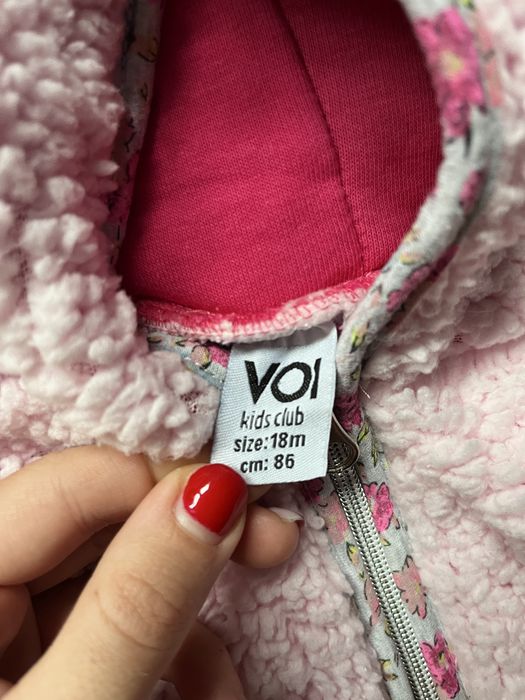 VOI
kids club
size:18m
cm: 86